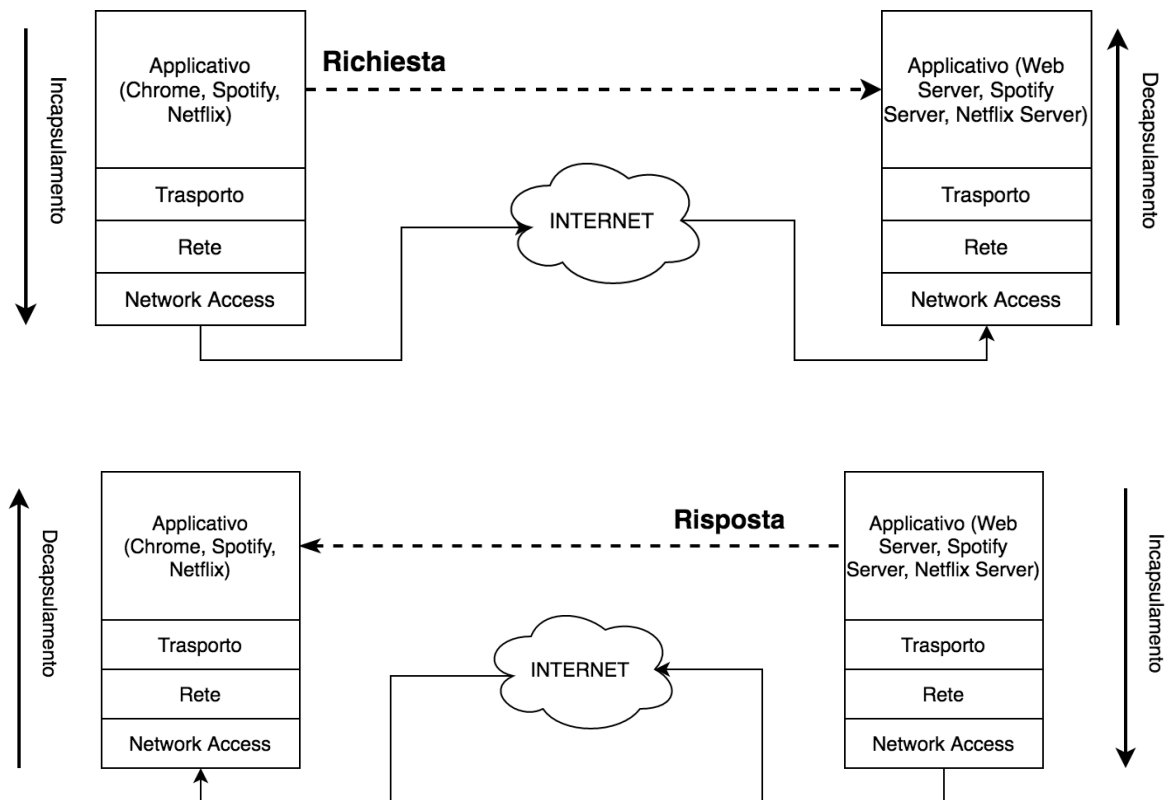 Incapsulamento
Applicativo
(Chrome, Spotify,
Netflix)
Trasporto
Rete
Network Access
Richiesta
INTERNET
Applicativo (Web
Server, Spotify
Server, Netflix Server)
Trasporto
Rete
Network Access
Decapsulamento
Decapsulamento
Applicativo
(Chrome, Spotify,
Netflix)
Trasporto
Rete
Network Access
Risposta
INTERNET
Applicativo (Web
Server, Spotify
Server, Netflix Server)
Trasporto
Rete
Network Access
Incapsulamento